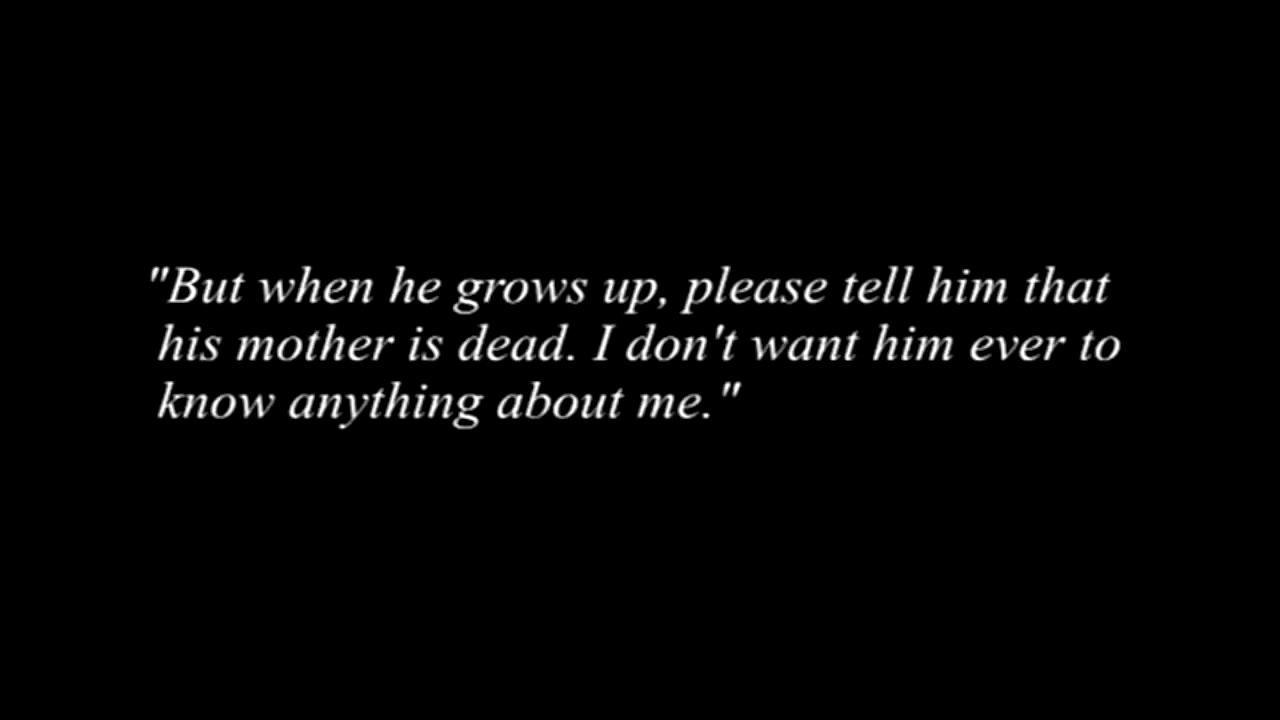 "But when he grows up, please tell him that
his mother is dead. I don't want him ever to
know anything about me."